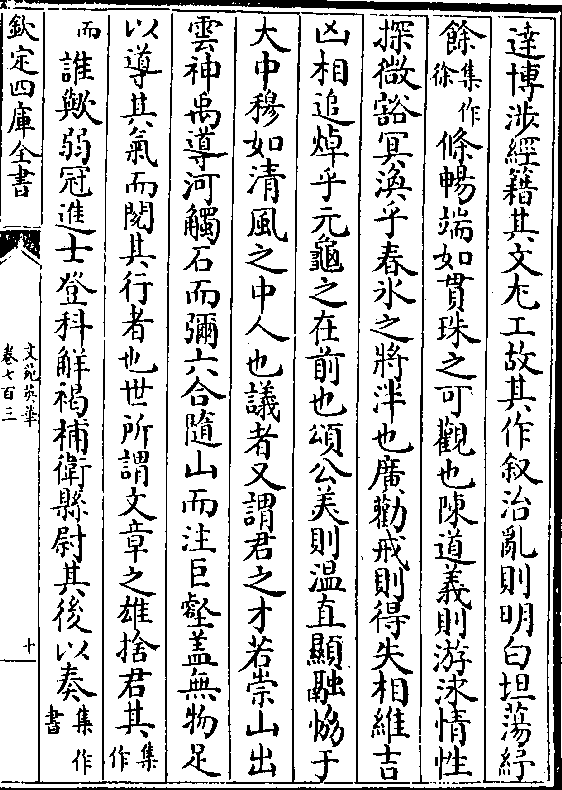 達博涉經籍其文尤工故其作叙治亂則明白坦蕩紓
餘集作徐條暢端如貫珠之可觀也陳道義則游泳情性
探微豁冥渙乎春氷之將泮也廣勸戒則得失相維吉
凶相追焯乎元龜之在前也頌公美則温直顯融協于
大中穆如清風之中人也議者又謂君之才若崇山出
雲神禹導河觸石而彌六合隨山而注巨壑盖無物足
以導其氣而閱其行者也世所謂文章之雄捨君其集作
而誰歟弱冠進士登科解褐補衛縣尉其後以奏集作書
欽定四庫全書
文苑英華
卷七百三
十